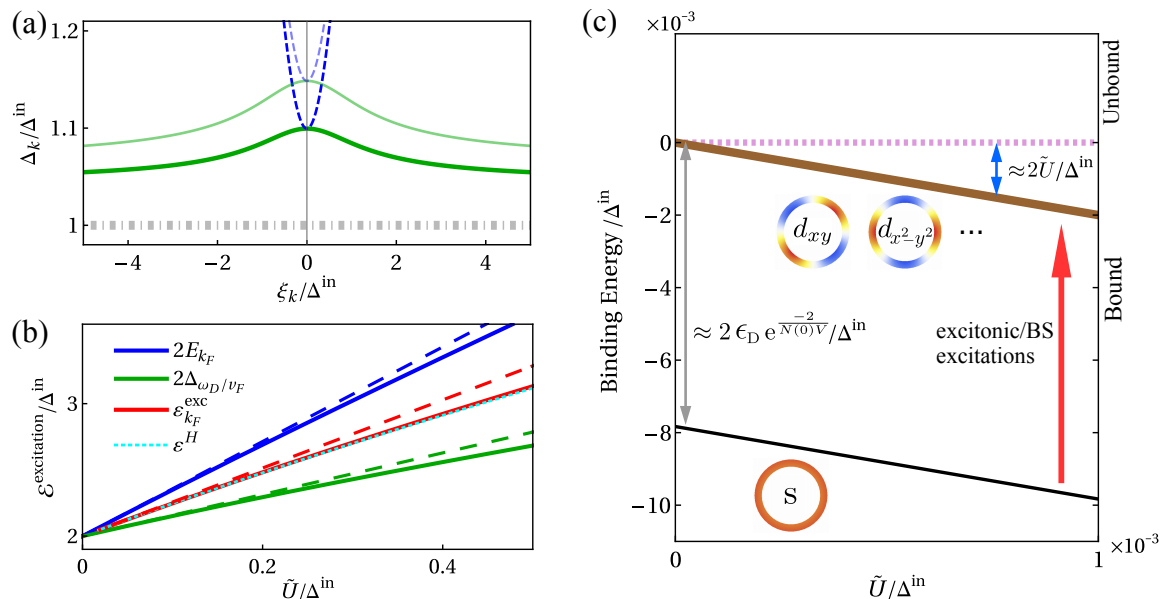 (a)
1.2
1.1
1
Δ_k/Δ^in
−4
−2
0
2
4
ξ_k/Δ^in
(b)
2E_{k_F}
2Δ_{ω_D/v_F}
ε^exc_{k_F}
ε^H
3
2
ℰ^excitation/Δ^in
0
0.2
0.4
Ũ/Δ^in
(c)
×10⁻³
0
−2
−4
−6
−8
−10
Binding Energy/Δ^in
Unbound
Bound
≈2Ũ/Δ^in
d_{xy}
d_{x²−y²}
...
≈ 2 ϵ_D e^{−2/N(0)V}/Δ^in
excitonic/BS
excitations
s
0
1
×10⁻³
Ũ/Δ^in